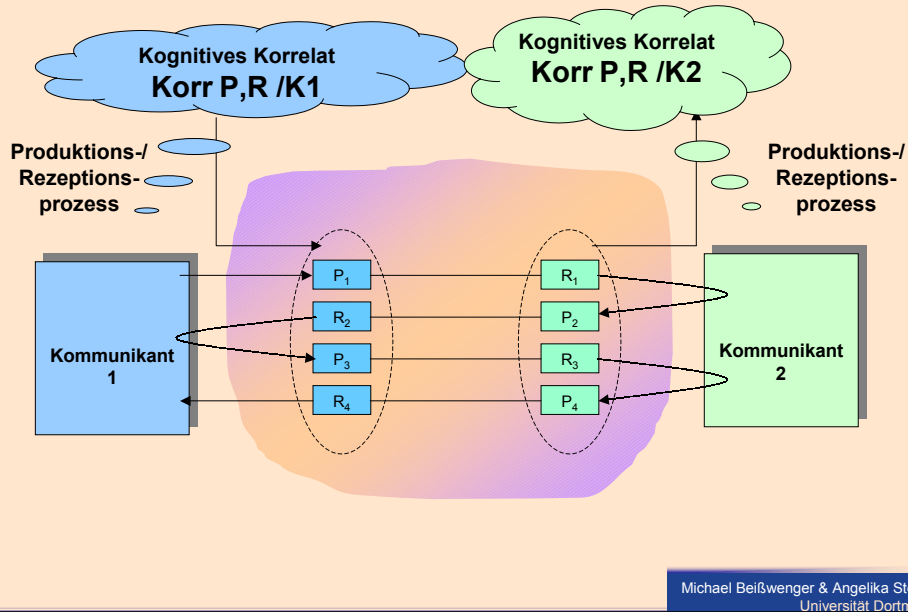 Kognitives Korrelat
Korr P,R /K1
Kognitives Korrelat
Korr P,R /K2
Produktions-/
Rezeptions-
prozess
Produktions-/
Rezeptions-
prozess
Kommunikant
1
P1
R2
P3
R4
R1
P2
R3
P4
Kommunikant
2
Michael Beißwenger & Angelika
Universität